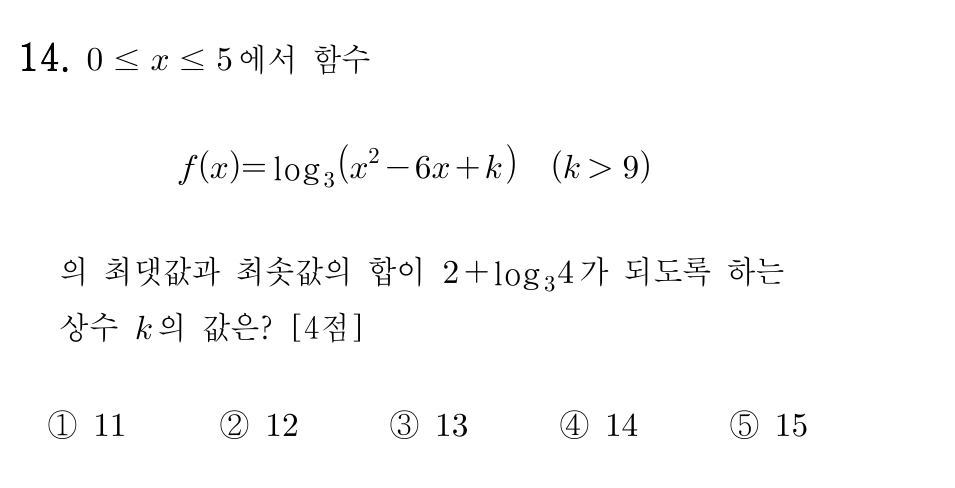 14. 0 ≤ x ≤ 5에서 함수
f(x)=log₃(x²−6x+k) (k > 9)
의 최댓값과 최솟값의 합이 2+log₃4가 되도록 하는
상수 k의 값은? [4점]
① 11 ② 12 ③ 13 ④ 14 ⑤ 15